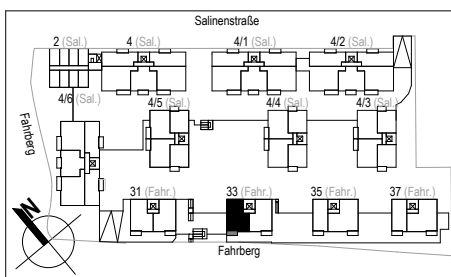 Salinenstraße
2 (Sal.) 4 (Sal.) 4/1 (Sal.) 4/2 (Sal.)
4/6 (Sal.) 4/5 (Sal.) 4/4 (Sal.) 4/3 (Sal.)
Fahrberg
31 (Fahr.) 33 (Fahr.) 35 (Fahr.) 37 (Fahr.)
N
Fahrberg